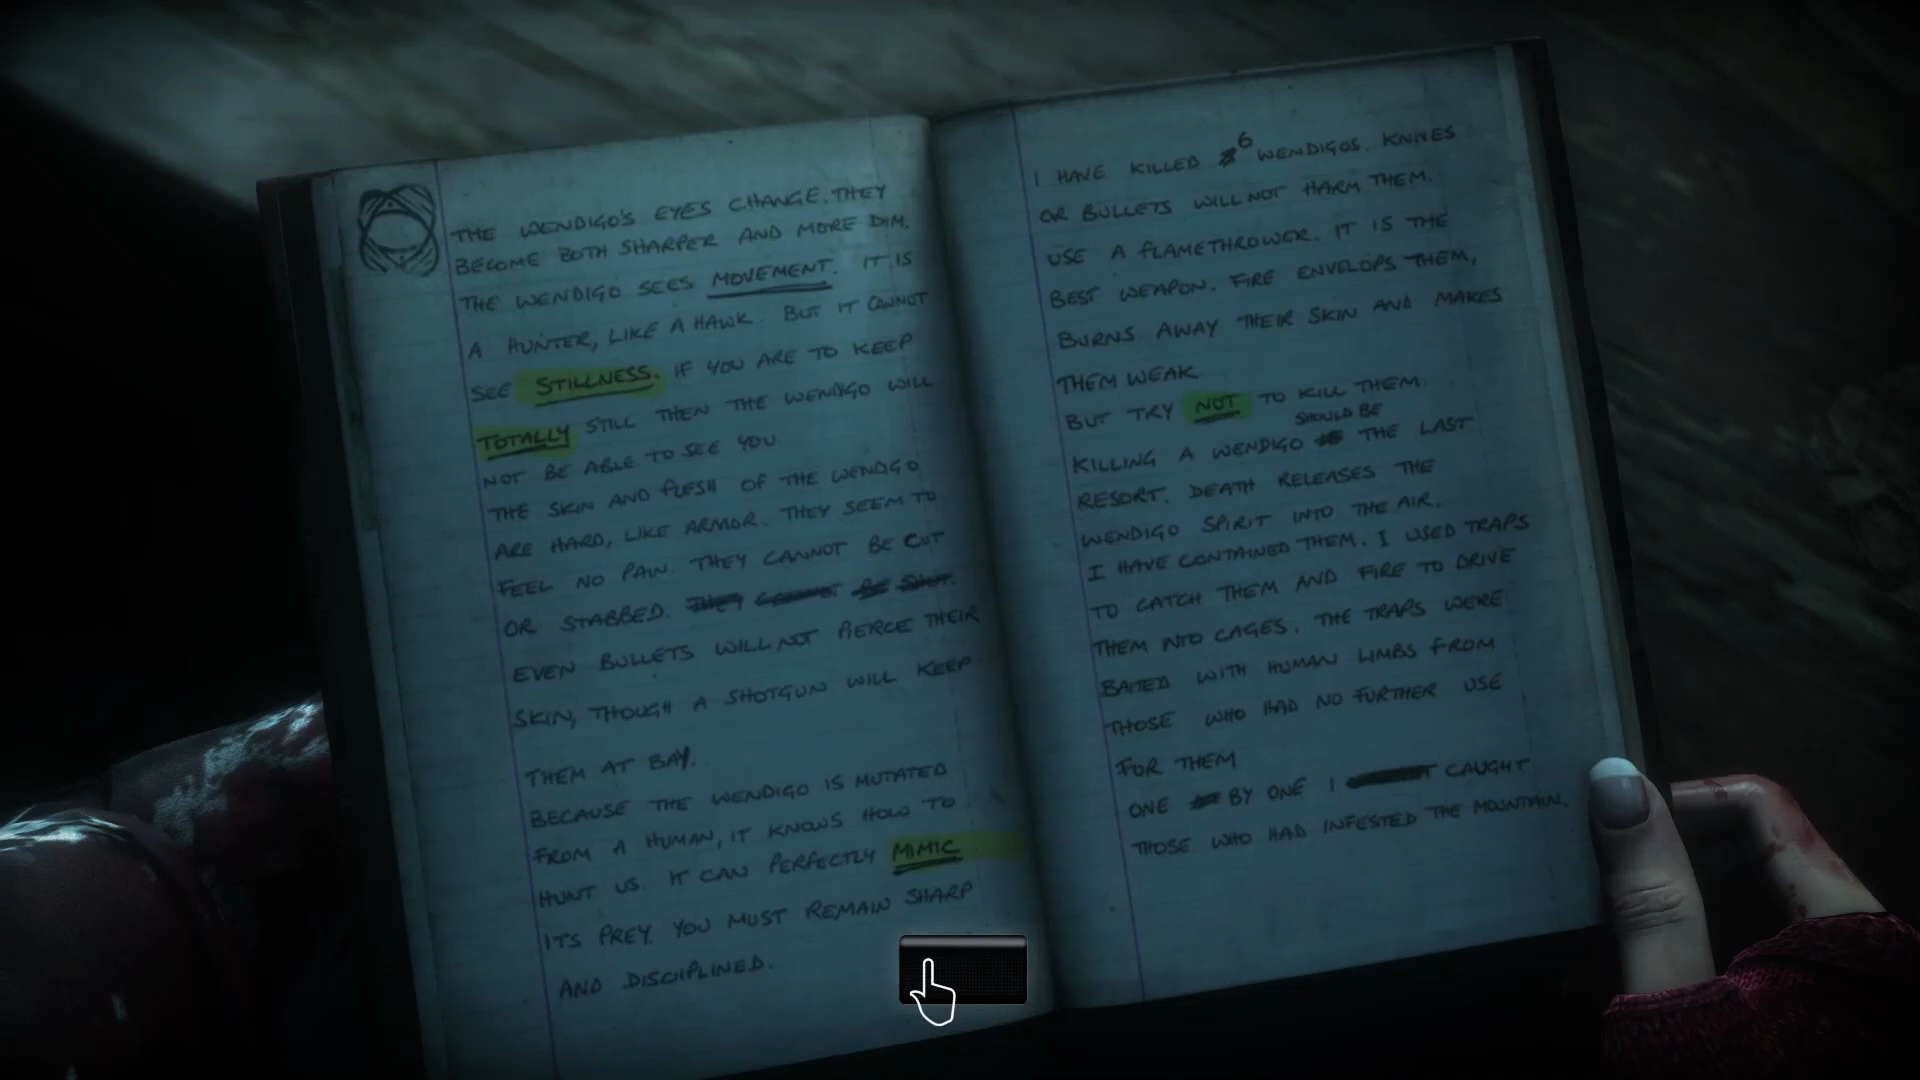 THE WENDIGO'S EYES CHANGE. THEY
BECOME BOTH SHARPER AND MORE DIM.
THE WENDIGO SEES MOVEMENT. IT IS
A HUNTER, LIKE A HAWK. BUT IT CANNOT
SEE STILLNESS. IF YOU ARE TO KEEP
TOTALLY STILL THEN THE WENDIGO WILL
NOT BE ABLE TO SEE YOU
THE SKIN AND FLESH OF THE WENDIGO
ARE HARD, LIKE ARMOR. THEY SEEM TO
FEEL NO PAIN. THEY CANNOT BE CUT
OR STABBED. THEY CANNOT BE SHOT.
EVEN BULLETS WILL NOT PIERCE THEIR
SKIN, THOUGH A SHOTGUN WILL KEEP
THEM AT BAY.
BECAUSE THE WENDIGO IS MUTATED
FROM A HUMAN, IT KNOWS HOW TO
HUNT US. IT CAN PERFECTLY MIMIC
ITS PREY. YOU MUST REMAIN SHARP
AND DISCIPLINED.
I HAVE KILLED 6 WENDIGOS. KNIVES
OR BULLETS WILL NOT HARM THEM.
USE A FLAMETHROWER. IT IS THE
BEST WEAPON. FIRE ENVELOPS THEM,
BURNS AWAY THEIR SKIN AND MAKES
THEM WEAK.
BUT TRY NOT TO KILL THEM.
KILLING A WENDIGO SHOULD BE THE LAST
RESORT. DEATH RELEASES THE
WENDIGO SPIRIT INTO THE AIR.
I HAVE CONTAINED THEM. I USED TRAPS
TO CATCH THEM AND FIRE TO DRIVE
THEM INTO CAGES. THE TRAPS WERE
BAITED WITH HUMAN LIMBS FROM
THOSE WHO HAD NO FURTHER USE
FOR THEM
ONE BY ONE I CAUGHT
THOSE WHO HAD INFESTED THE MOUNTAIN.